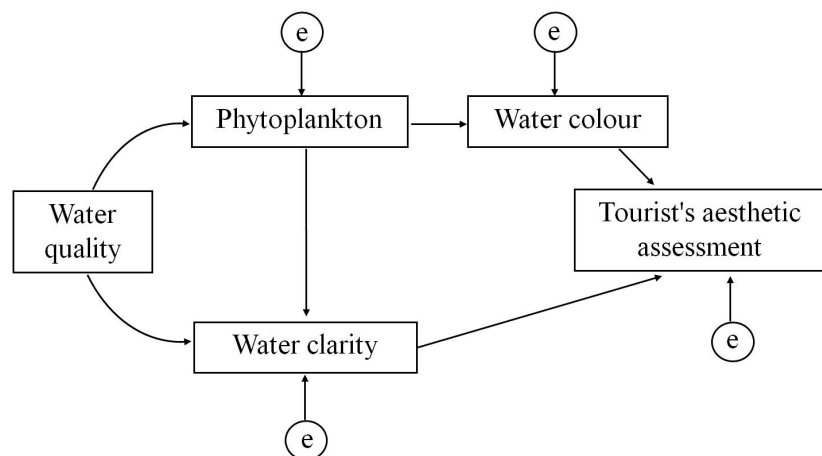 e
e
Phytoplankton
Water colour
Water
quality
Tourist's aesthetic
assessment
Water clarity
e
e